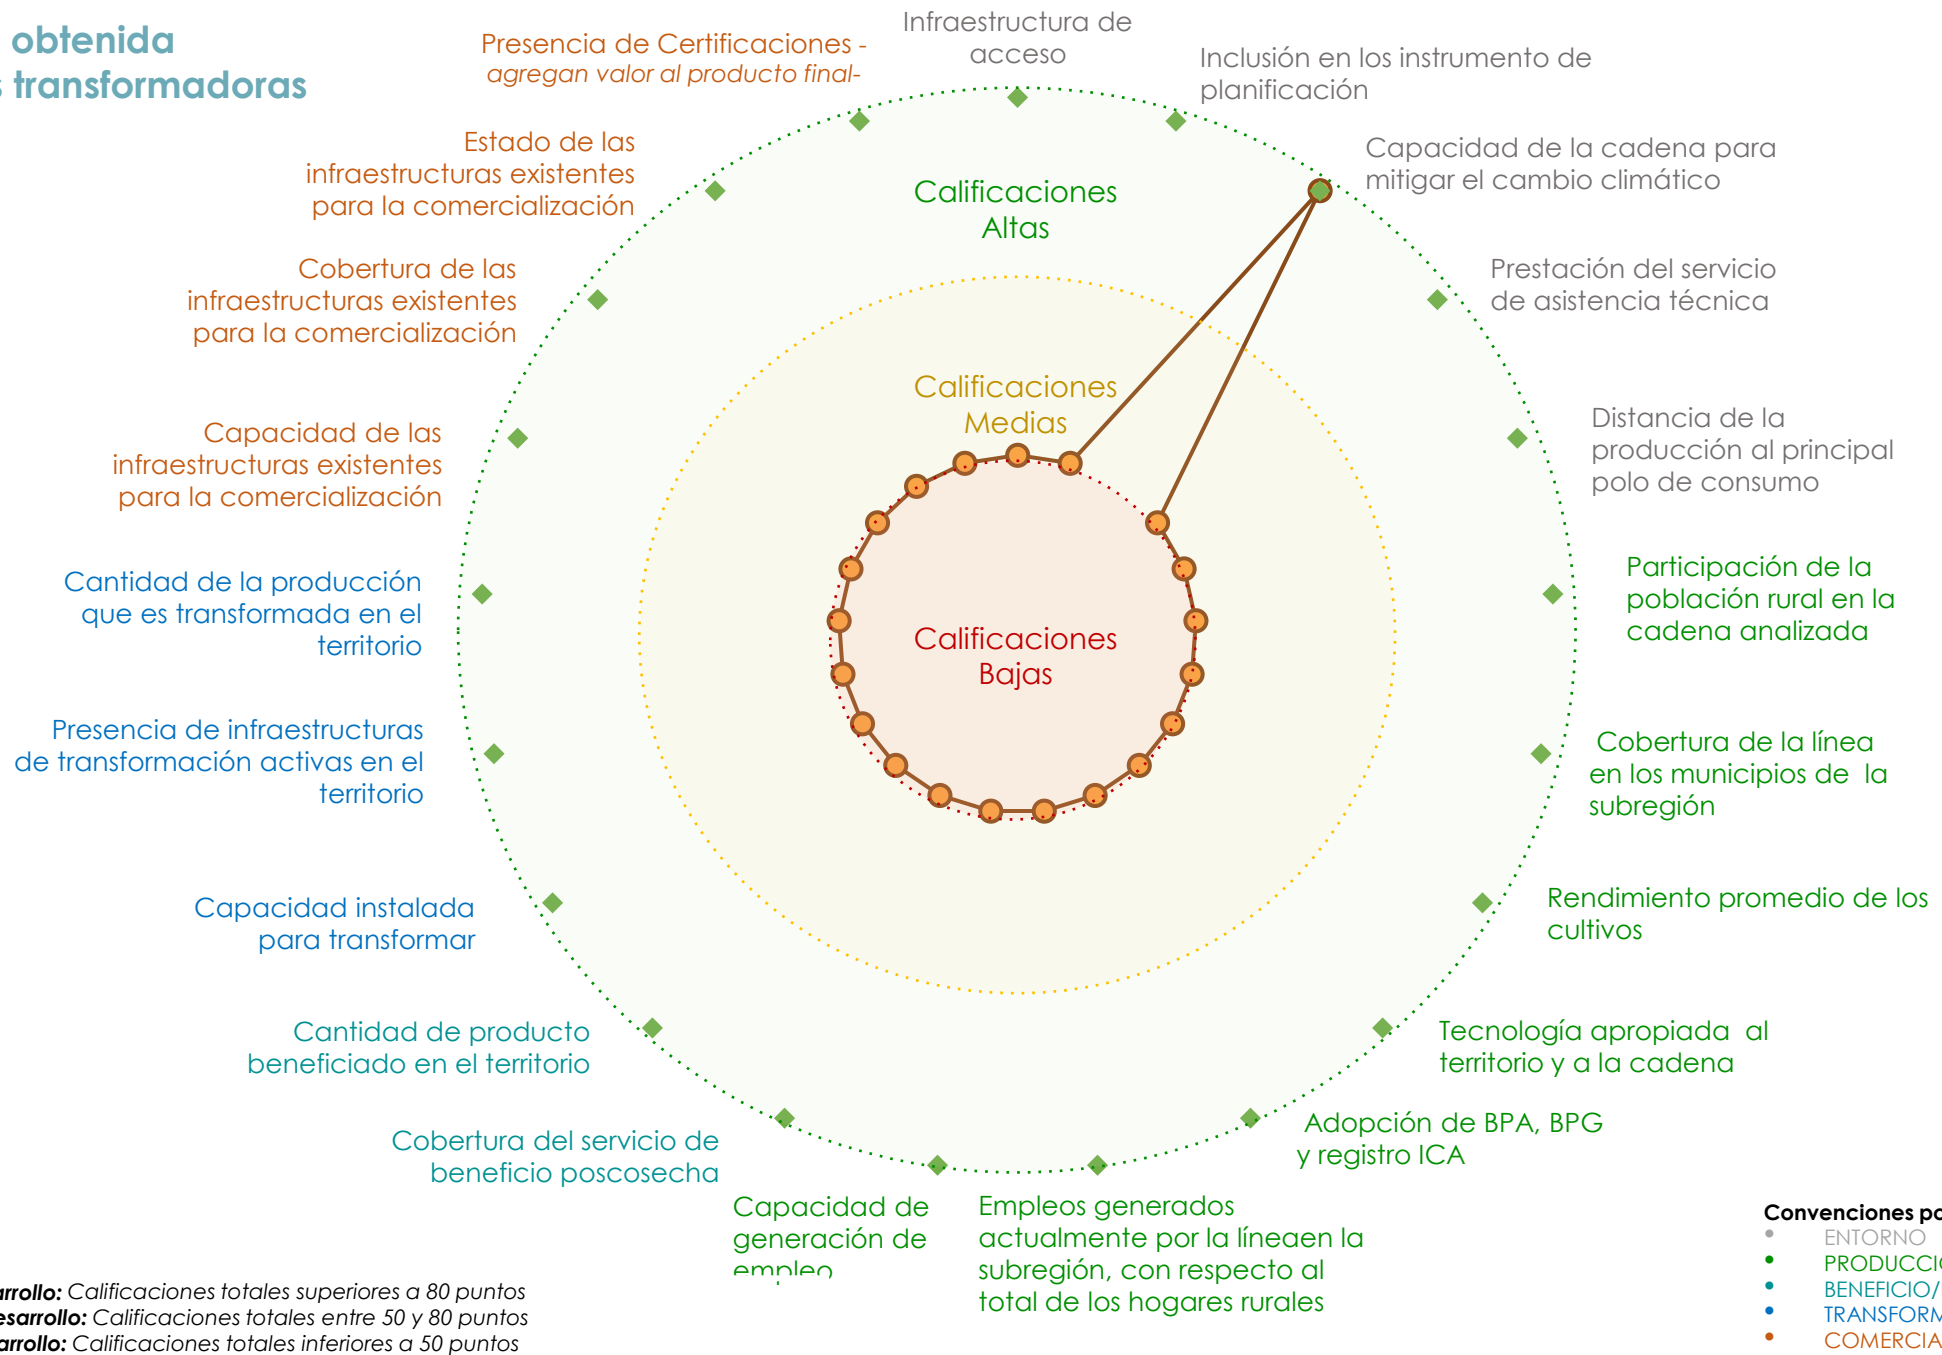 obtenida
s transformadoras
Presencia de Certificaciones -
agregan valor al producto final-
Infraestructura de
acceso
Inclusión en los instrumento de
planificación
Capacidad de la cadena para
mitigar el cambio climático
Prestación del servicio
de asistencia técnica
Distancia de la
producción al principal
polo de consumo
Participación de la
población rural en la
cadena analizada
Cobertura de la línea
en los municipios de la
subregión
Rendimiento promedio de los
cultivos
Tecnología apropiada al
territorio y a la cadena
Adopción de BPA, BPG
y registro ICA
Empleos generados
actualmente por la líneaen la
subregión, con respecto al
total de los hogares rurales
Capacidad de
generación de
empleo
Cobertura del servicio de
beneficio poscosecha
Cantidad de producto
beneficiado en el territorio
Capacidad instalada
para transformar
Presencia de infraestructuras
de transformación activas en el
territorio
Cantidad de la producción
que es transformada en el
territorio
Capacidad de las
infraestructuras existentes
para la comercialización
Cobertura de las
infraestructuras existentes
para la comercialización
Estado de las
infraestructuras existentes
para la comercialización
Calificaciones
Altas
Calificaciones
Medias
Calificaciones
Bajas
rrollo: Calificaciones totales superiores a 80 puntos
esarrollo: Calificaciones totales entre 50 y 80 puntos
arrollo: Calificaciones totales inferiores a 50 puntos
Convenciones po
• ENTORNO
• PRODUCCI
• BENEFICIO/
• TRANSFORM
• COMERCIA